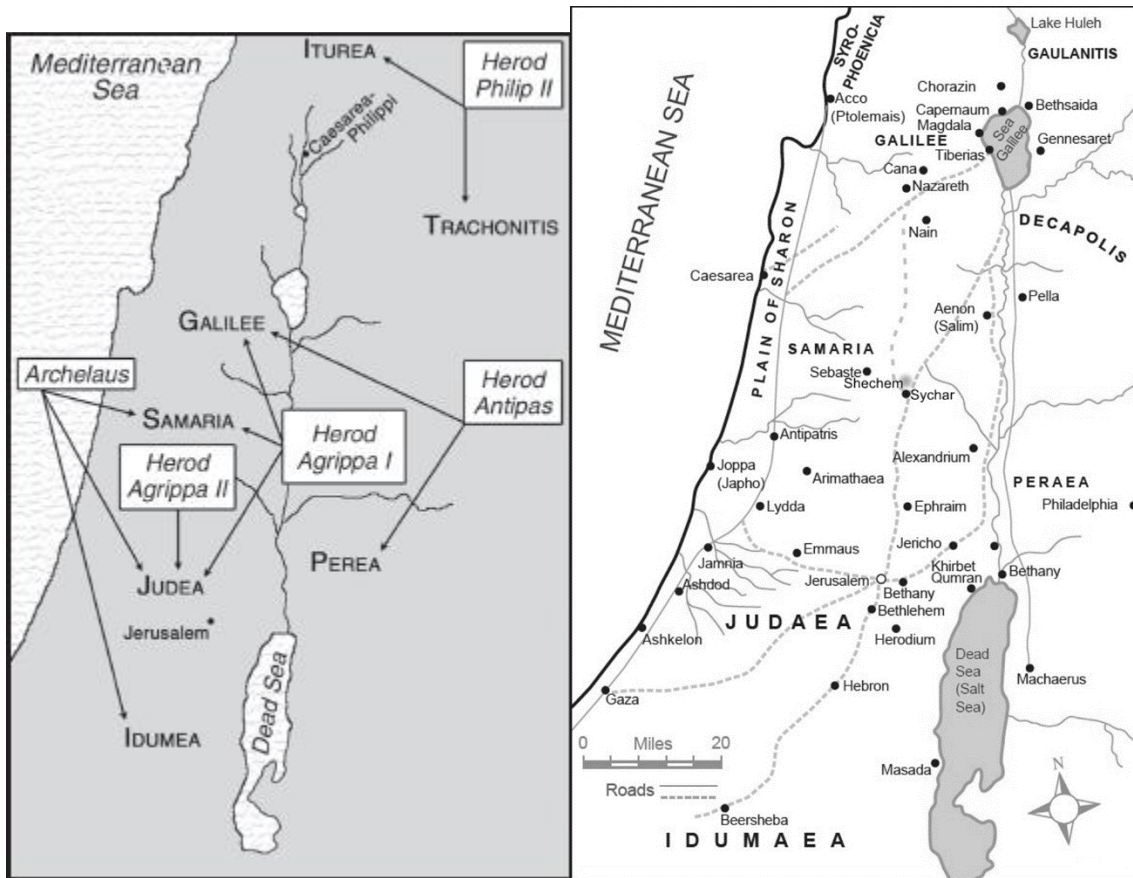 Mediterranean
Sea
ITUREA
Herod
Philip II
Caesarea-
Philippi
TRACHONITIS
GALILEE
Archelaus
Herod
Antipas
SAMARIA
Herod
Agrippa I
Herod
Agrippa II
PEREA
JUDEA
Jerusalem
Dead Sea
IDUMEA
Lake Huleh
SYRO-
PHOENICIA
GAULANITIS
MEDITERRANEAN SEA
Chorazin
Acco
(Ptolemais)
Capernaum
Bethsaida
Magdala
GALILEE
Sea
Galilee
Tiberias
Gennesaret
Cana
Nazareth
Nain
DECAPOLIS
PLAIN OF SHARON
Caesarea
Pella
Aenon
(Salim)
SAMARIA
Sebaste
Shechem
Sychar
Antipatris
Alexandrium
Joppa
(Japho)
Arimathaea
PERAEA
Philadelphia
Lydda
Ephraim
Jamnia
Emmaus
Jericho
Ashdod
Jerusalem
Khirbet
Qumran
Bethany
Bethany
JUDAEA
Bethlehem
Ashkelon
Herodium
Dead
Sea
(Salt
Sea)
Machaerus
Hebron
Gaza
0 Miles 20
Masada
N
Roads
Beersheba
IDUMAEA